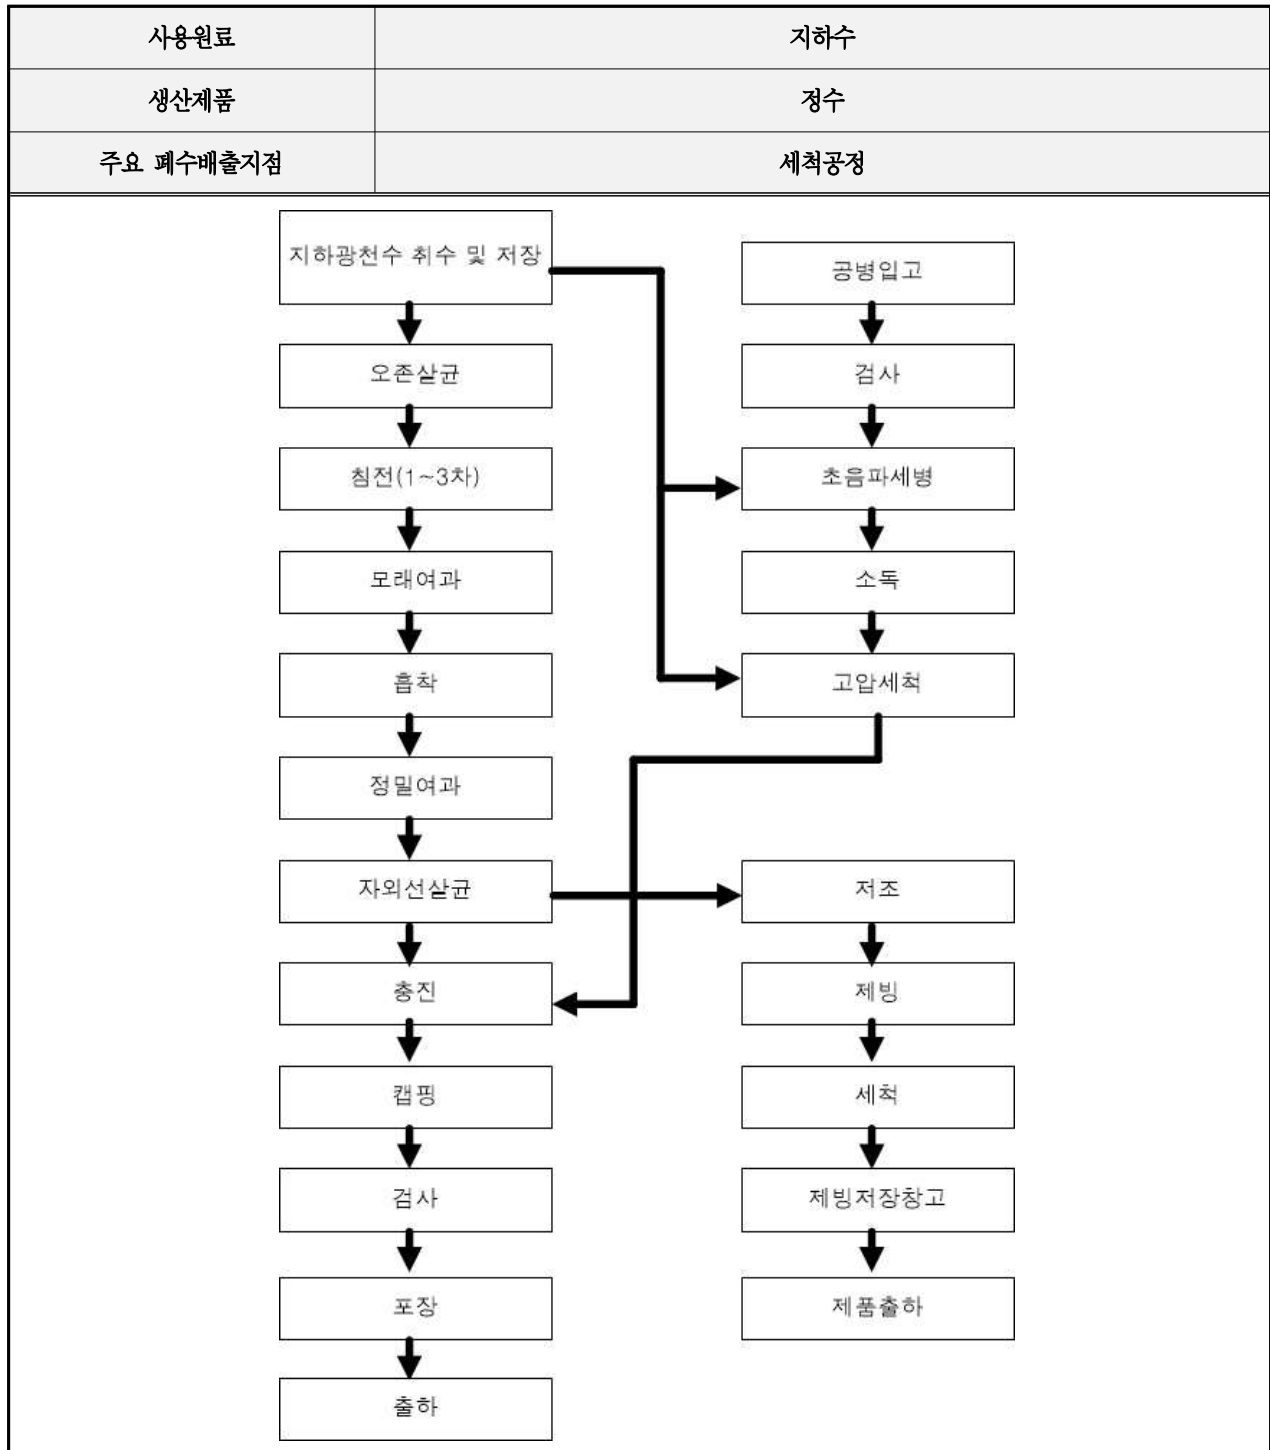 사용원료 지하수
생산제품 정수
주요 폐수배출지점 세척공정
지하광천수 취수 및 저장
오존살균
침전(1~3차)
모래여과
흡착
정밀여과
자외선살균
충진
캡핑
검사
포장
출하
공병입고
검사
초음파세병
소독
고압세척
저조
제빙
세척
제빙저장창고
제품출하